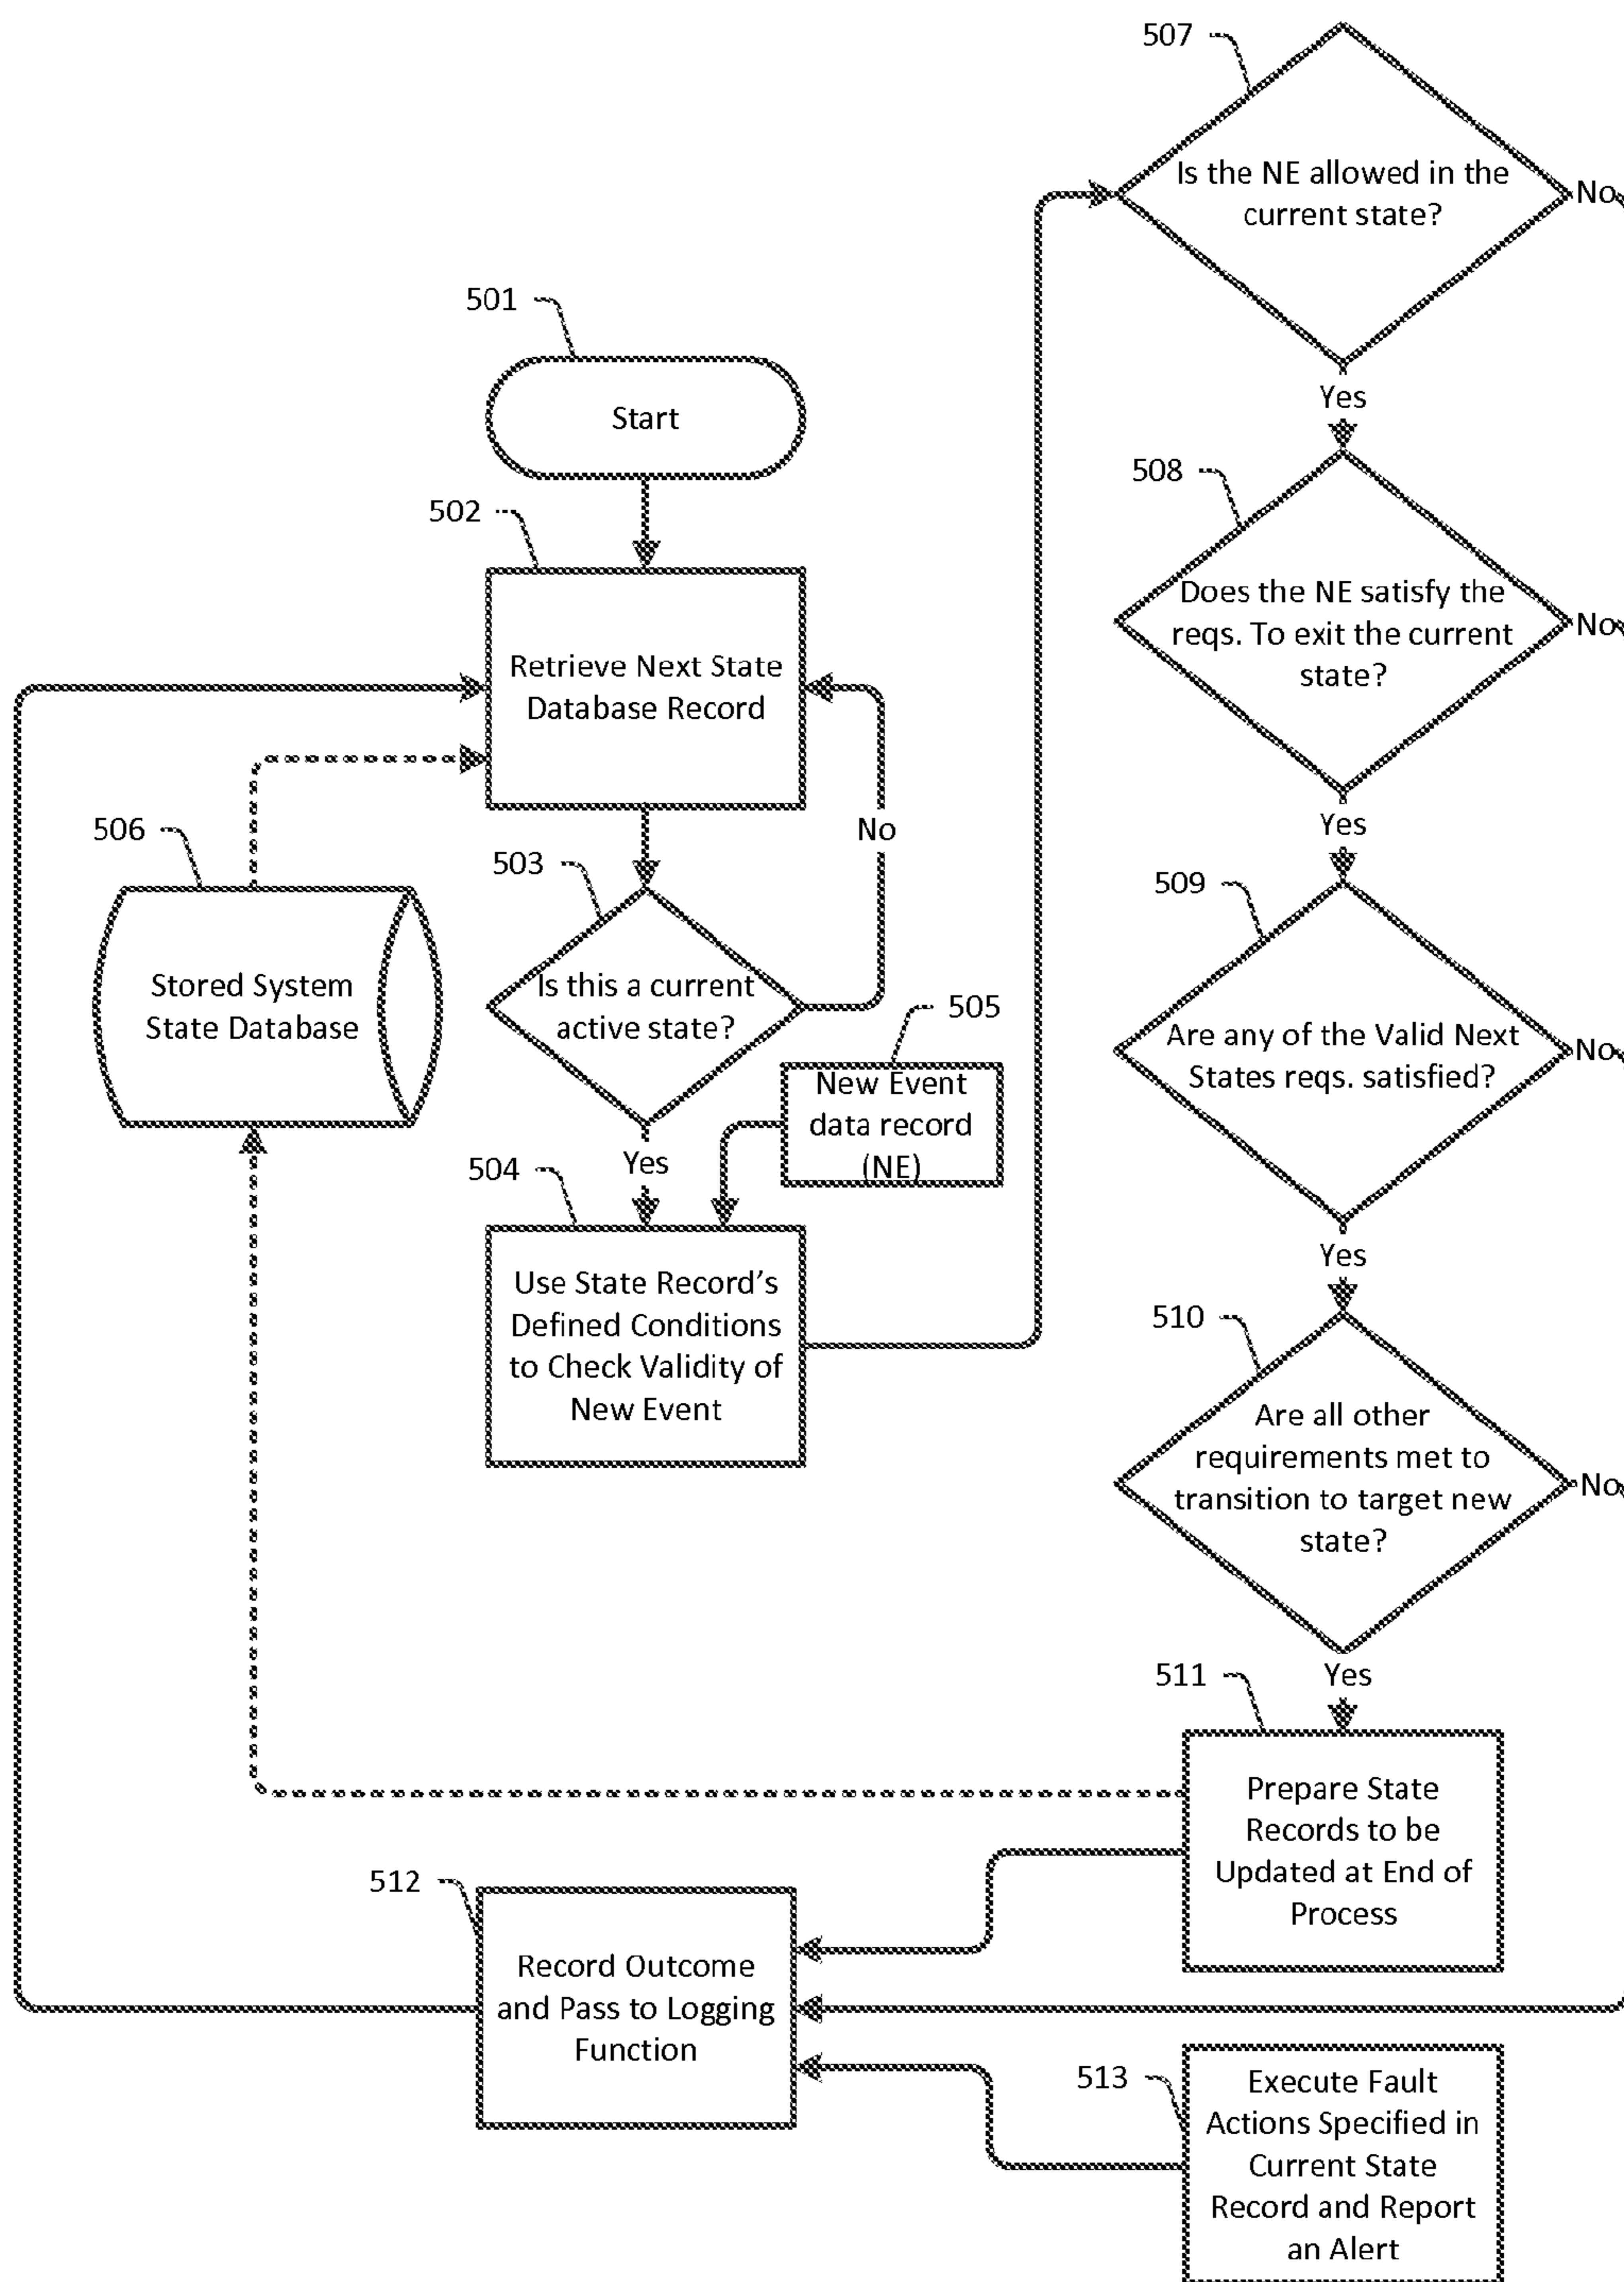 501
Start
502
Retrieve Next State
Database Record
No
503
Is this a current
active state?
Yes
504
Use State Record's
Defined Conditions
to Check Validity of
New Event
505
New Event
data record
(NE)
506
Stored System
State Database
507
Is the NE allowed in the
current state?
No
Yes
508
Does the NE satisfy the
reqs. To exit the current
state?
No
Yes
509
Are any of the Valid Next
States reqs. satisfied?
No
Yes
510
Are all other
requirements met to
transition to target new
state?
No
Yes
511
Prepare State
Records to be
Updated at End of
Process
512
Record Outcome
and Pass to Logging
Function
513
Execute Fault
Actions Specified in
Current State
Record and Report
an Alert